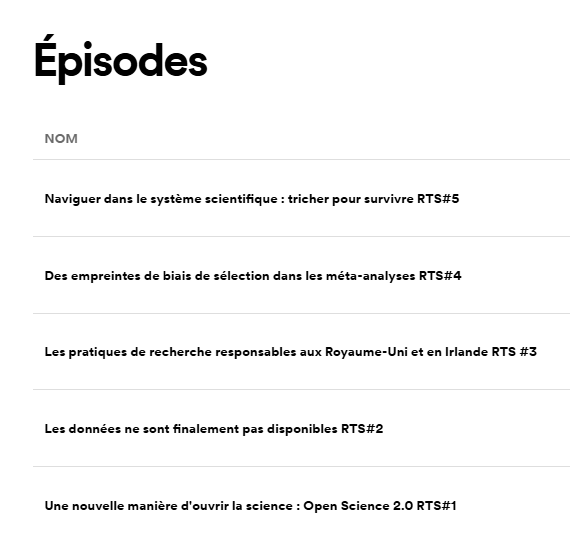 Épisodes
NOM
Naviguer dans le système scientifique : tricher pour survivre RTS#5
Des empreintes de biais de sélection dans les méta-analyses RTS#4
Les pratiques de recherche responsables aux Royaume-Uni et en Irlande RTS #3
Les données ne sont finalement pas disponibles RTS#2
Une nouvelle manière d'ouvrir la science : Open Science 2.0 RTS#1